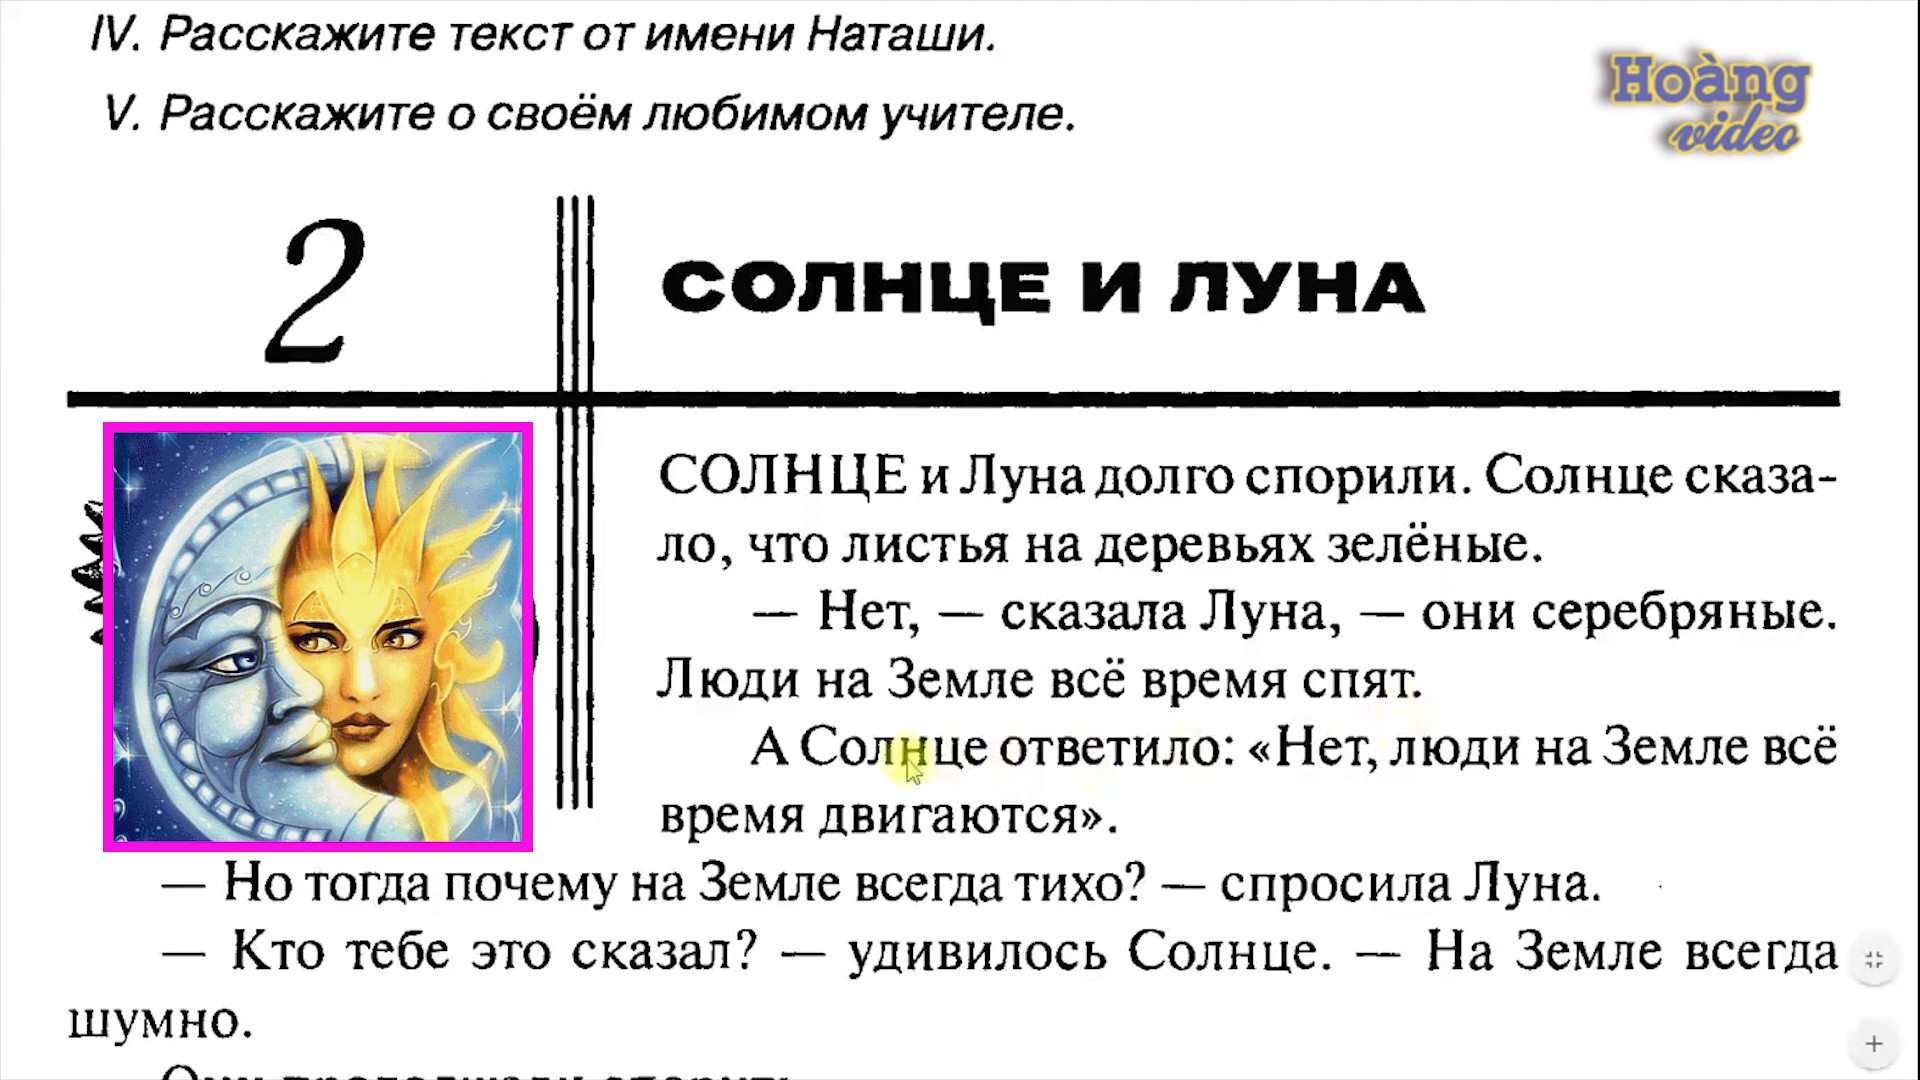 IV. Расскажите текст от имени Наташи.
V. Расскажите о своём любимом учителе.
Hoàng
video
2
СОЛНЦЕ И ЛУНА
СОЛНЦЕ и Луна долго спорили. Солнце сказа-
ло, что листья на деревьях зелёные.
— Нет, — сказала Луна, — они серебряные.
Люди на Земле всё время спят.
А Солнце ответило: «Нет, люди на Земле всё
время двигаются».
— Но тогда почему на Земле всегда тихо? — спросила Луна.
— Кто тебе это сказал? — удивилось Солнце. — На Земле всегда
шумно.